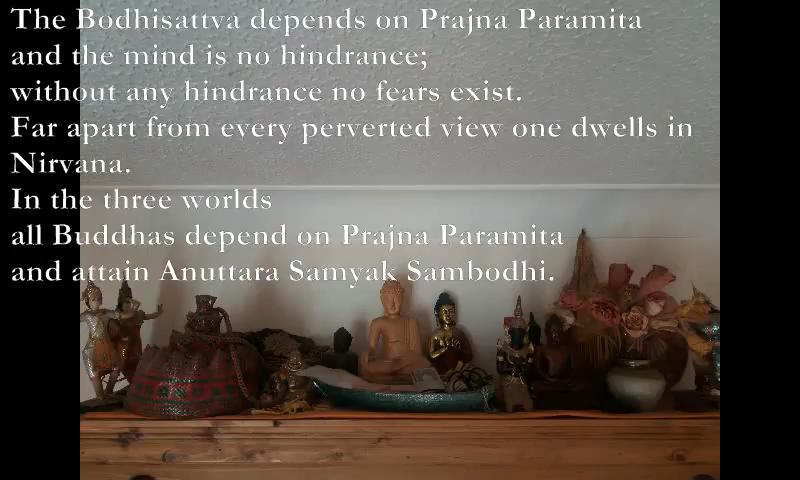 The Bodhisattva depends on Prajna Paramita
and the mind is no hindrance;
without any hindrance no fears exist.
Far apart from every perverted view one dwells in
Nirvana.
In the three worlds
all Buddhas depend on Prajna Paramita
and attain Anuttara Samyak Sambodhi.